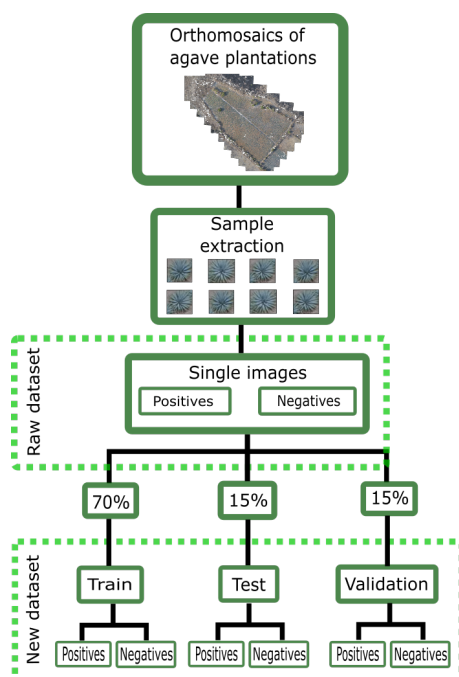 Orthomosaics of
agave plantations
Sample
extraction
Raw dataset
Single images
Positives Negatives
70% 15% 15%
New dataset
Train Test Validation
Positives Negatives Positives Negatives Positives Negatives